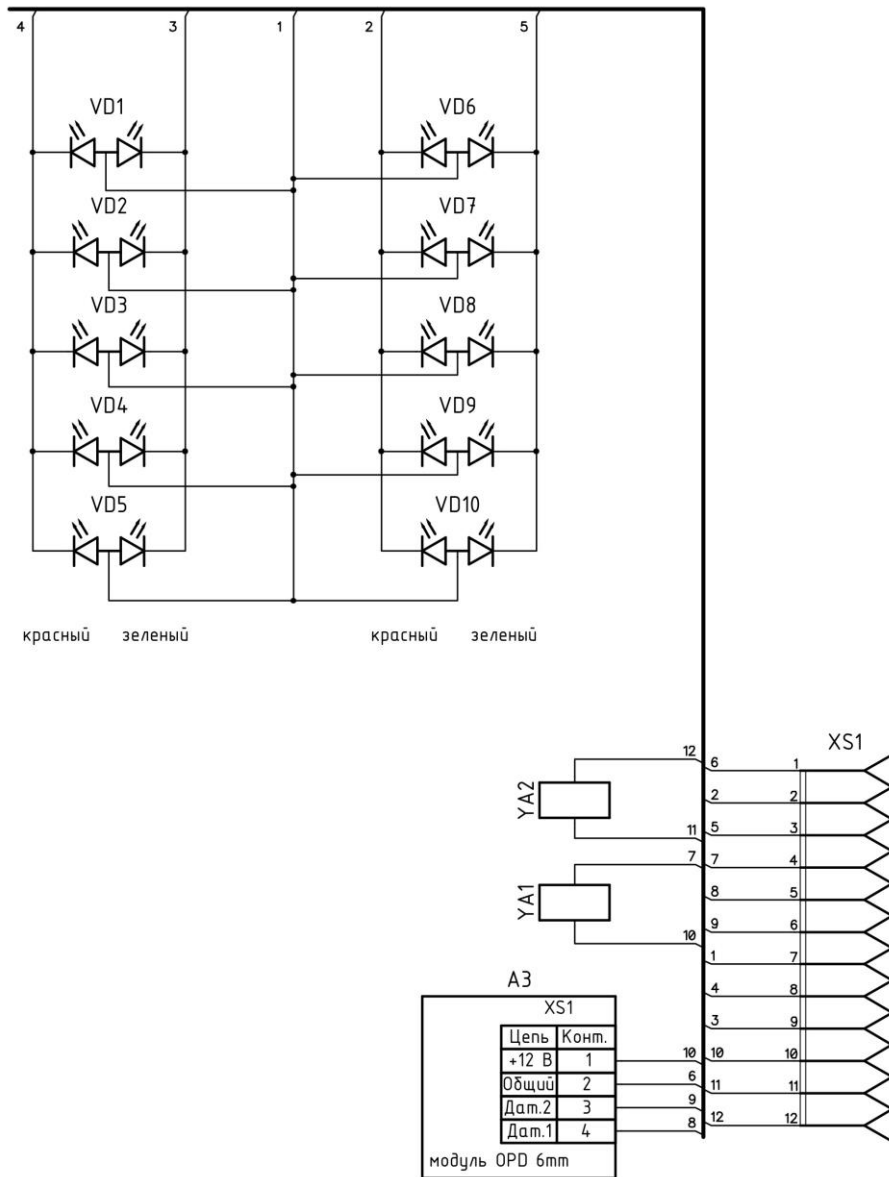 4 3 1 2 5
VD1 VD6
VD2 VD7
VD3 VD8
VD4 VD9
VD5 VD10
красный зеленый красный зеленый
XS1
12 6 1
YA2
2 2
11 5 3
7 7 4
YA1
8 5
9 6
10
1 7
A3
4 8
XS1
3 9
Цепь Конт.
+12 В 1 10 10 10
Общий 2 6
11 11
Дат.2 3 9
12 12
Дат.1 4 8
модуль OPD 6mm